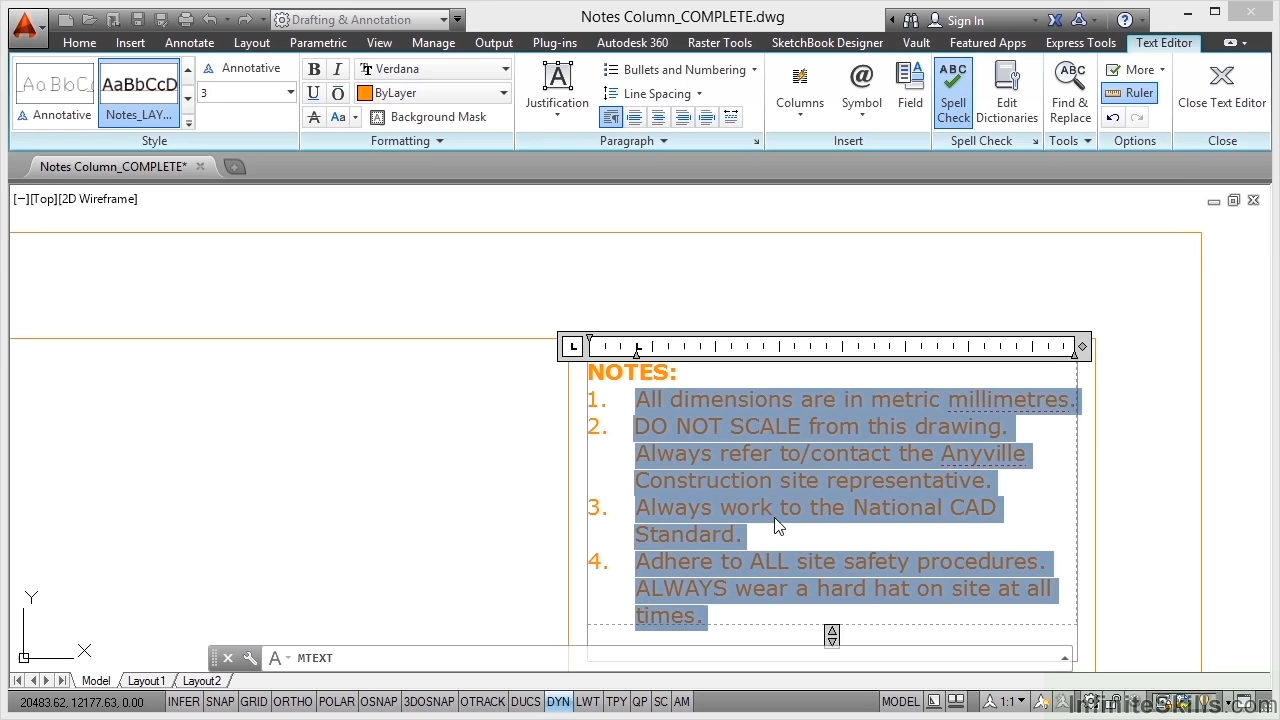 Drafting & Annotation
Notes Column_COMPLETE.dwg
Sign In
Home Insert Annotate Layout Parametric View Manage Output Plug-ins Autodesk 360 Raster Tools SketchBook Designer Vault Featured Apps Express Tools Text Editor
Aa BbCc AaBbCcD
Annotative
Notes_LAY...
Annotative
3
Style
B I Verdana
U O ByLayer
A Aa Background Mask
Formatting
Justification
Bullets and Numbering
Line Spacing
Paragraph
Columns
Symbol
Field
Insert
Spell Check
Edit Dictionaries
Spell Check
Find & Replace
Tools
More
Ruler
Options
Close Text Editor
Close
Notes Column_COMPLETE*
[−][Top][2D Wireframe]
NOTES:
1. All dimensions are in metric millimetres.
2. DO NOT SCALE from this drawing.
Always refer to/contact the Anyville
Construction site representative.
3. Always work to the National CAD
Standard.
4. Adhere to ALL site safety procedures.
ALWAYS wear a hard hat on site at all
times.
Y
X
MTEXT
Model Layout1 Layout2
20483.62, 12177.63, 0.00 INFER SNAP GRID ORTHO POLAR OSNAP 3DOSNAP OTRACK DUCS DYN LWT TPY QP SC AM MODEL 1:1
InfiniteSkills.com